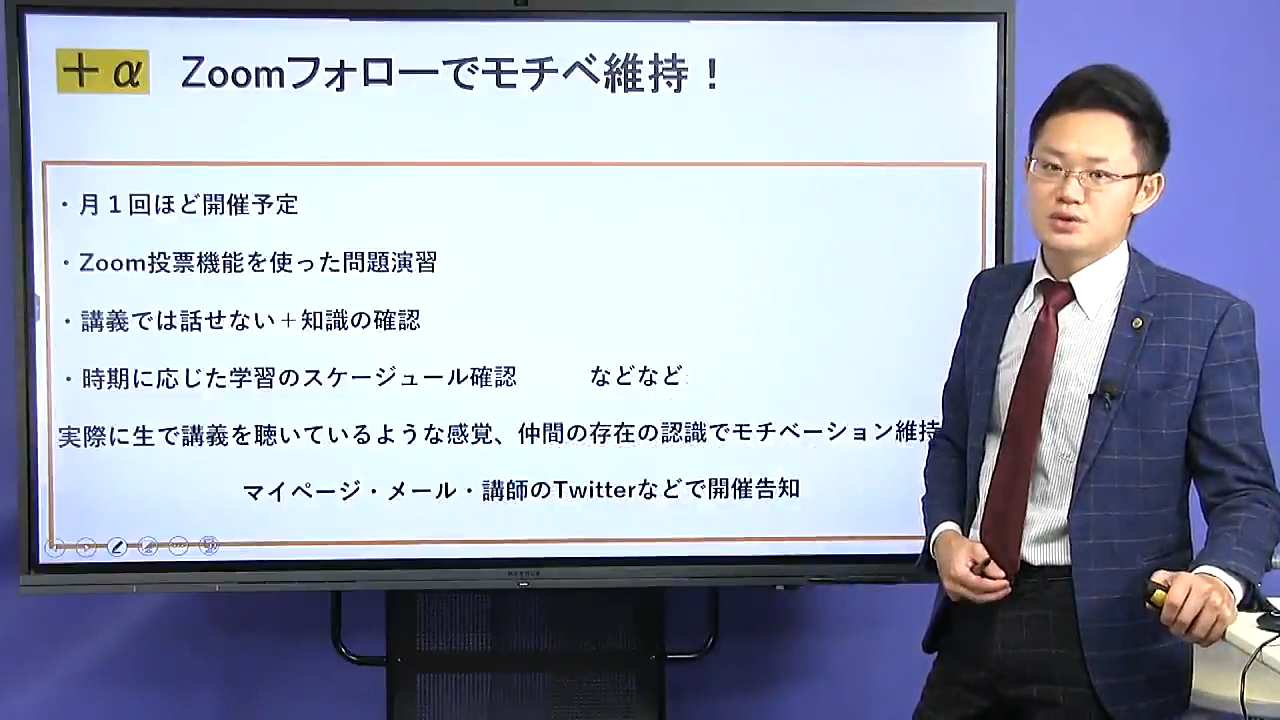 ＋α Zoomフォローでモチベ維持！
・月１回ほど開催予定
・Zoom投票機能を使った問題演習
・講義では話せない＋知識の確認
・時期に応じた学習のスケージュール確認　　などなど
実際に生で講義を聴いているような感覚、仲間の存在の認識でモチベーション維持
マイページ・メール・講師のTwitterなどで開催告知